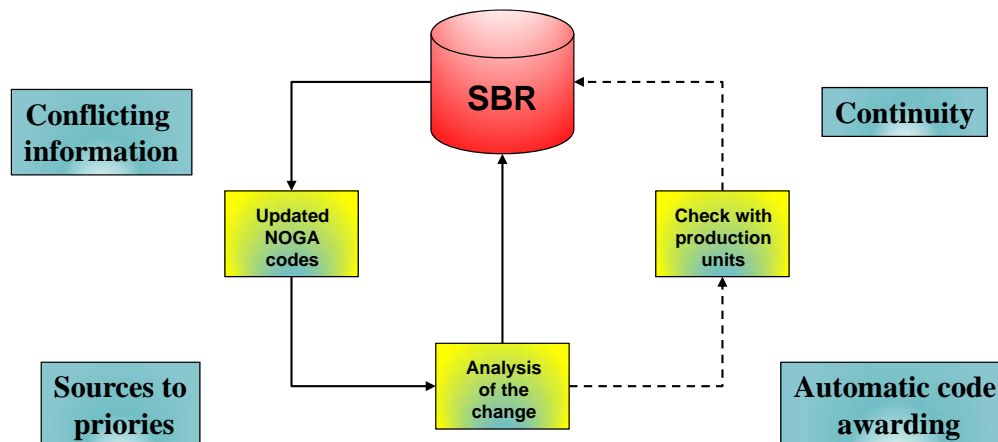 SBR
Conflicting
information
Continuity
Updated
NOGA
codes
Check with
production
units
Analysis
of the
change
Sources to
priories
Automatic code
awarding